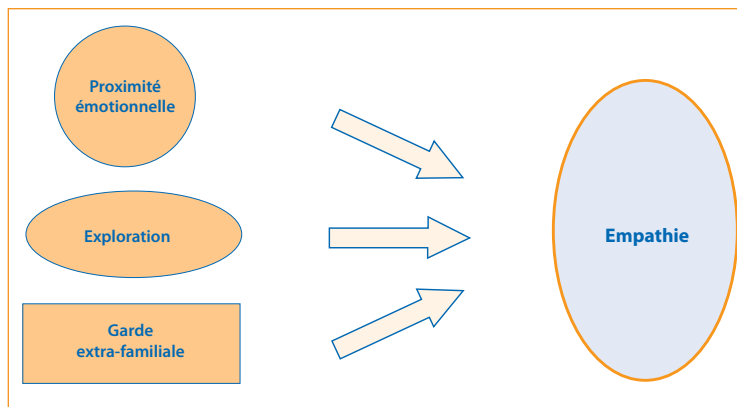 Proximité
émotionnelle
Exploration
Garde
extra-familiale
Empathie